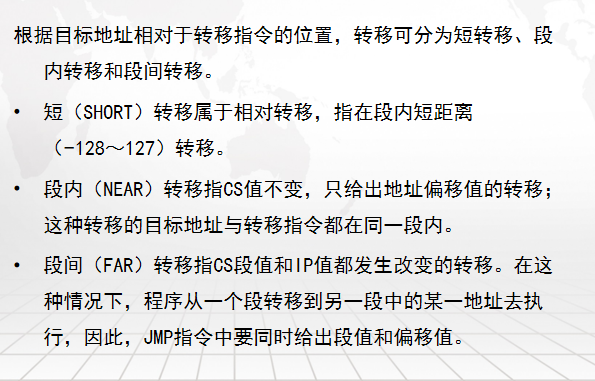 根据目标地址相对于转移指令的位置，转移可分为短转移、段
内转移和段间转移。
• 短（SHORT）转移属于相对转移，指在段内短距离
（-128～127）转移。
• 段内（NEAR）转移指CS值不变，只给出地址偏移值的转移；
这种转移的目标地址与转移指令都在同一段内。
• 段间（FAR）转移指CS段值和IP值都发生改变的转移。在这
种情况下，程序从一个段转移到另一段中的某一地址去执
行，因此，JMP指令中要同时给出段值和偏移值。